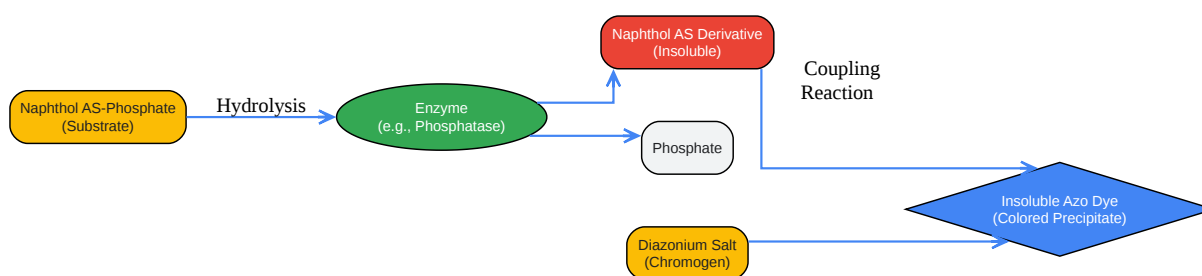 Naphthol AS-Phosphate
(Substrate)
Hydrolysis
Enzyme
(e.g., Phosphatase)
Naphthol AS Derivative
(Insoluble)
Phosphate
Coupling
Reaction
Diazonium Salt
(Chromogen)
Insoluble Azo Dye
(Colored Precipitate)